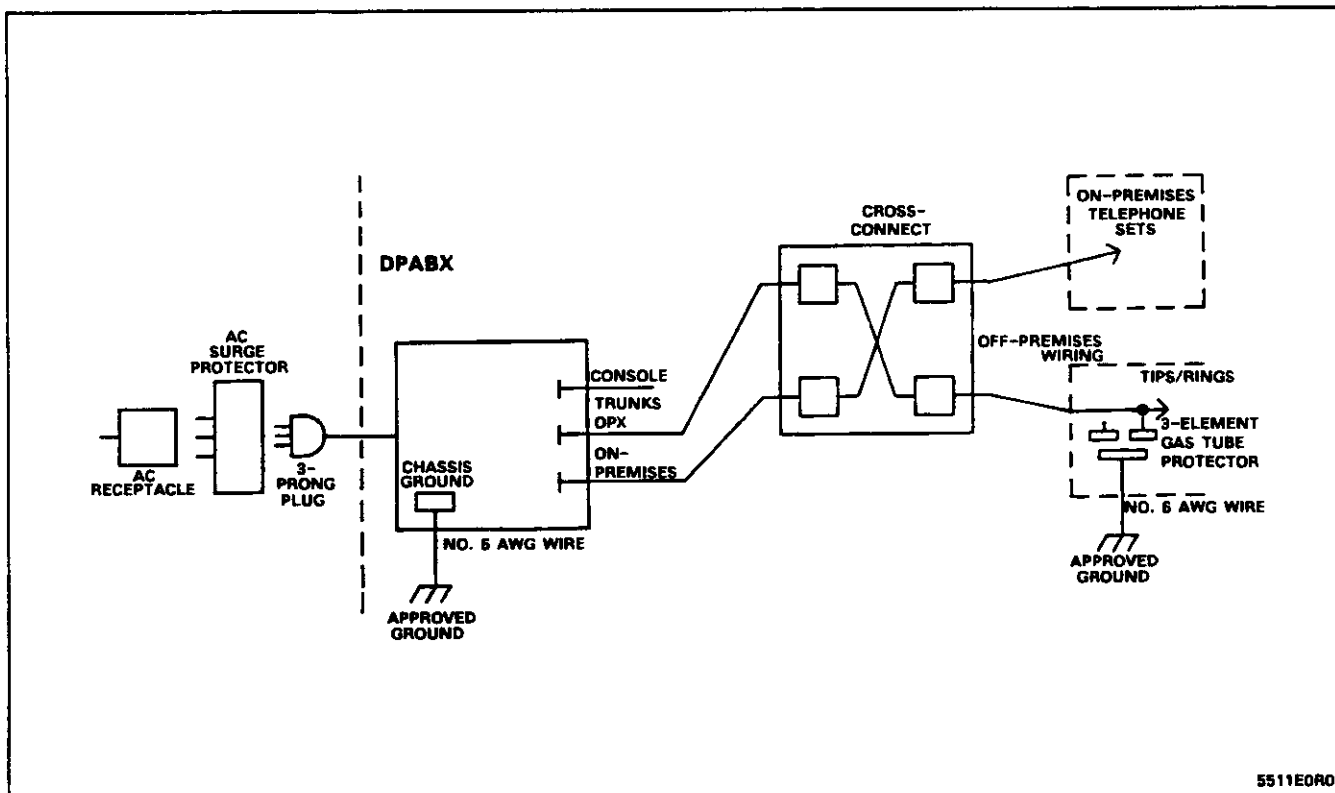 ON-PREMISES
TELEPHONE
SETS
CROSS-
CONNECT
DPABX
AC
SURGE
PROTECTOR
OFF-PREMISES
WIRING
TIPS/RINGS
CONSOLE
TRUNKS
OPX
ON-
PREMISES
3-ELEMENT
GAS TUBE
PROTECTOR
AC
RECEPTACLE
3-
PRONG
PLUG
CHASSIS
GROUND
NO. 6 AWG WIRE
APPROVED
GROUND
NO. 6 AWG WIRE
APPROVED
GROUND
5511E0R0